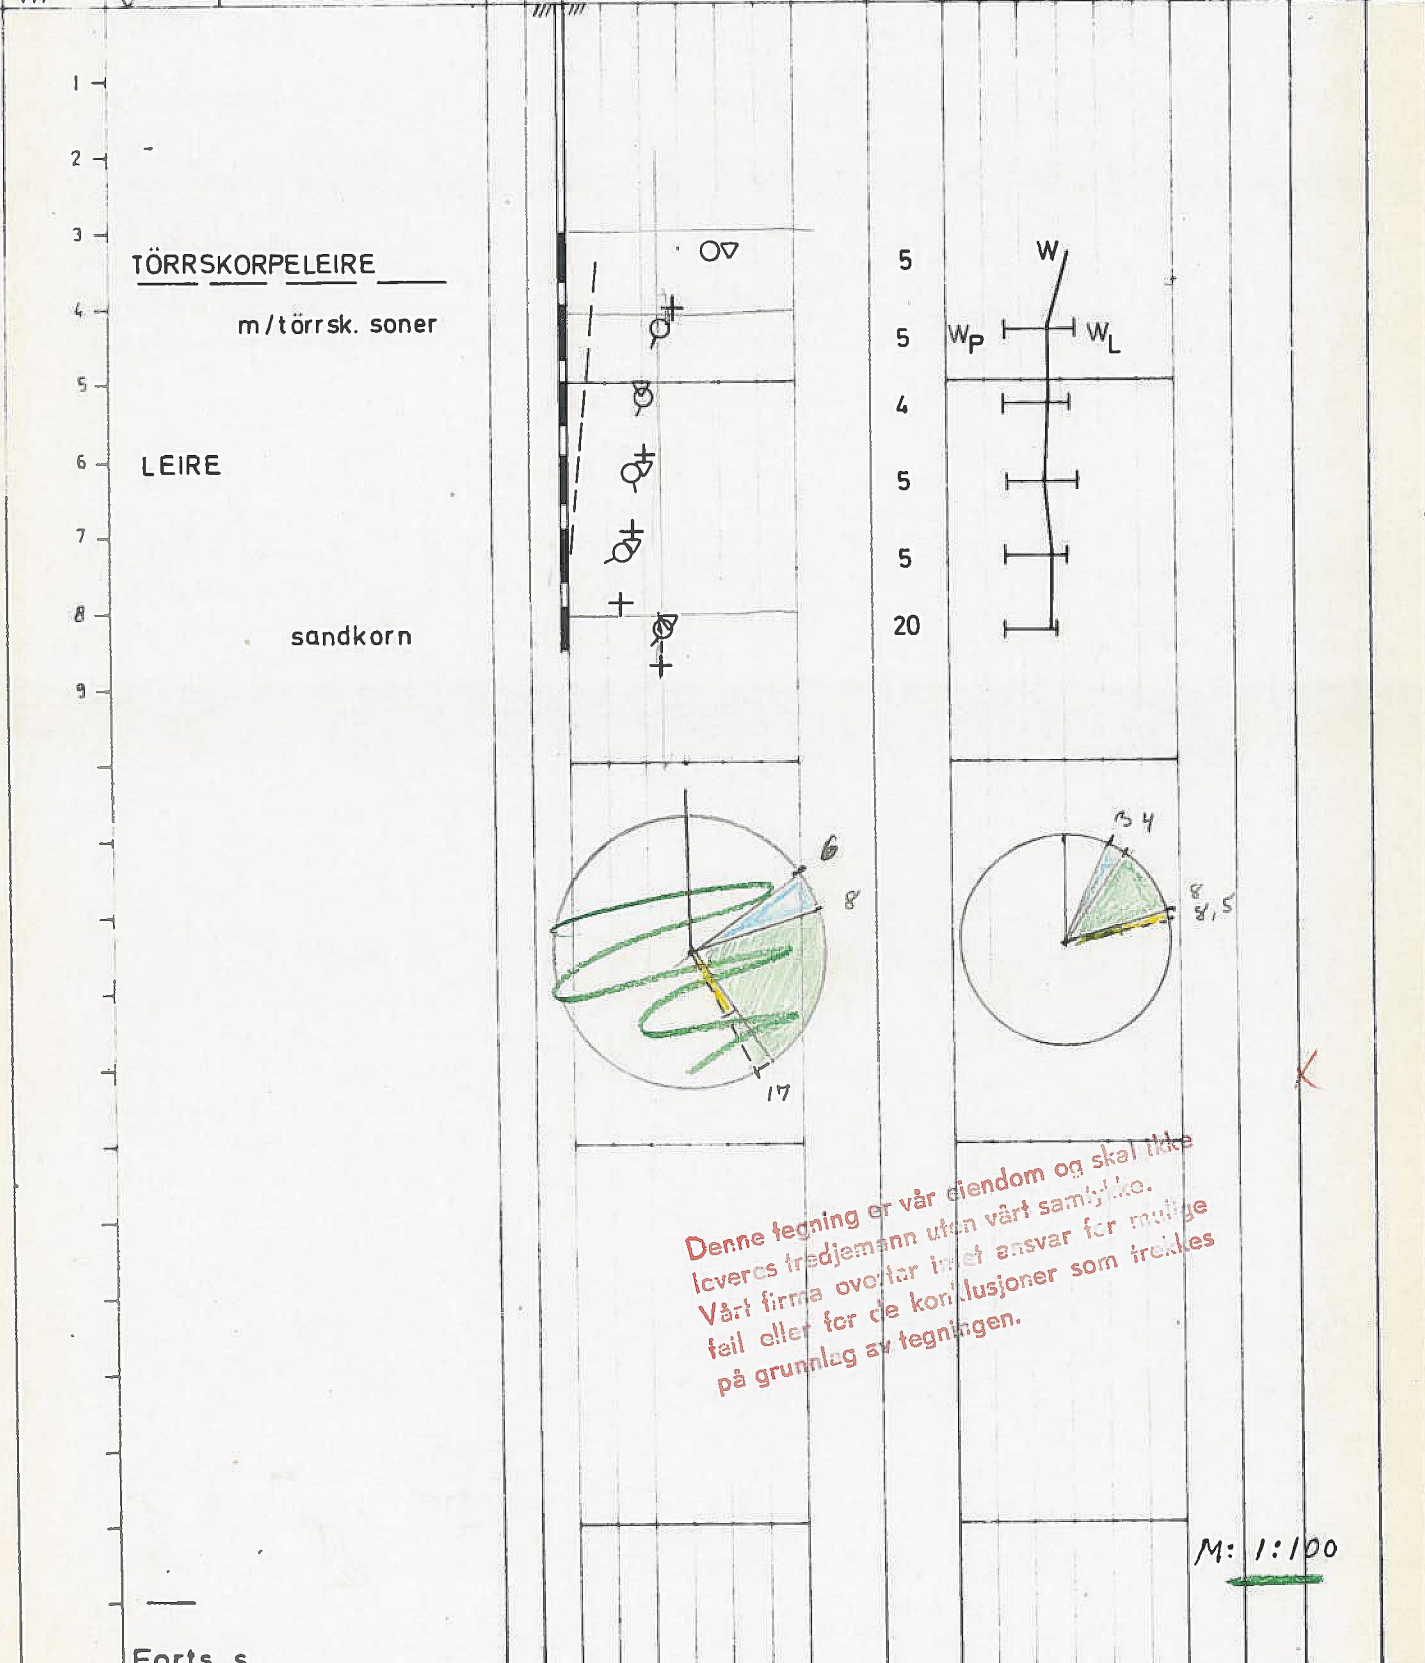 1
2
3
TÖRRSKORPELEIRE
5
W
4
m/törrsk. soner
5
WP
WL
5
4
6
LEIRE
5
7
5
8
sandkorn
20
9
6
8
17
3 4
8
8,5
K
Denne tegning er vår eiendom og skal ikke
leveres tredjemann uten vårt samtykke.
Vårt firma overtar intet ansvar for mulige
feil eller for de konklusjoner som trekkes
på grunnlag av tegningen.
M: 1:100
Forts. s.